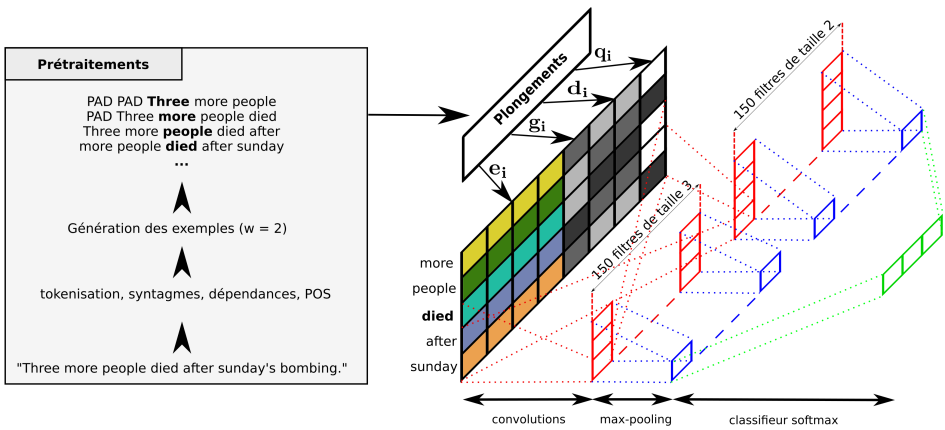 Prétraitements
PAD PAD Three more people
PAD Three more people died
Three more people died after
more people died after sunday
...
Génération des exemples (w = 2)
tokenisation, syntagmes, dépendances, POS
"Three more people died after sunday's bombing."
Plongements
qi
di
gi
ei
more
people
died
after
sunday
150 filtres de taille 3
150 filtres de taille 2
convolutions
max-pooling
classifieur softmax